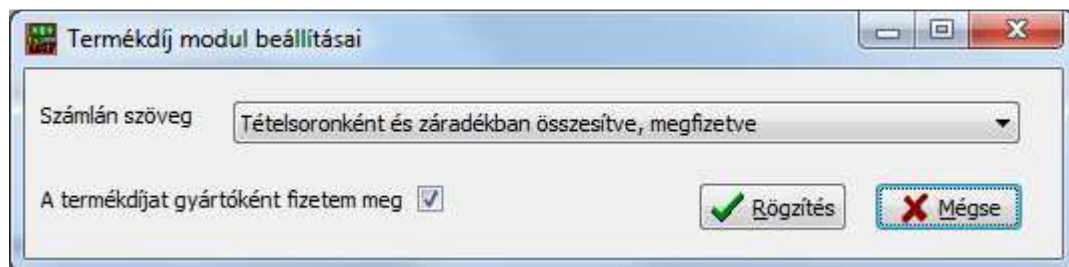 Termékdíj modul beállításai
Számlán szöveg
Tételsoronként és záradékban összesítve, megfizetve
A termékdíjat gyártóként fizetem meg
Rögzítés
Mégse